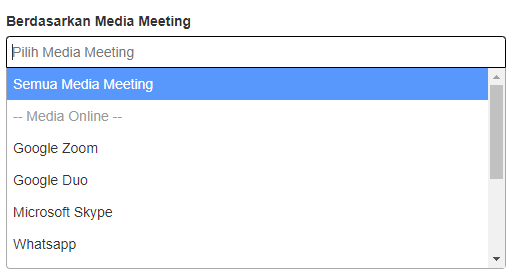 Berdasarkan Media Meeting
Pilih Media Meeting
Semua Media Meeting
-- Media Online --
Google Zoom
Google Duo
Microsoft Skype
Whatsapp